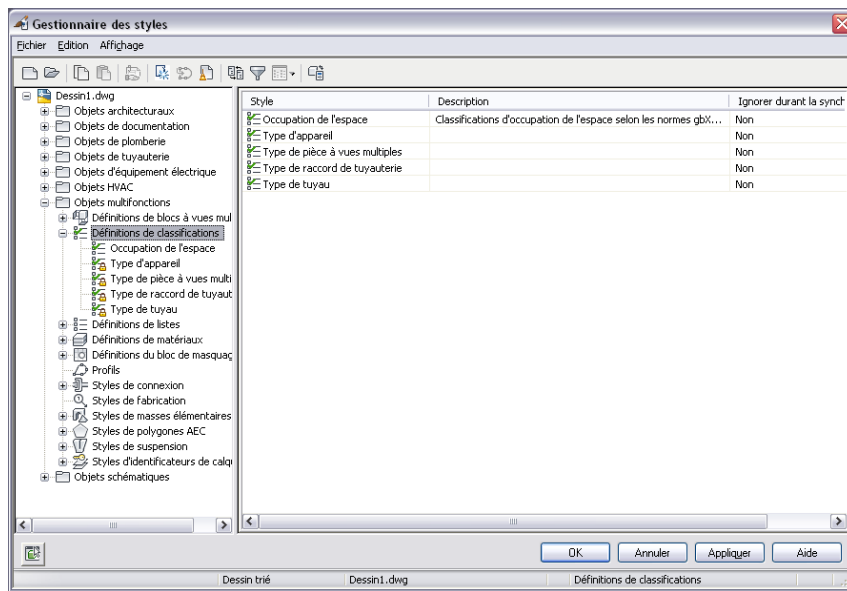 Gestionnaire des styles
Fichier Edition Affichage
Dessin1.dwg
Objets architecturaux
Objets de documentation
Objets de plomberie
Objets de tuyauterie
Objets d'équipement électrique
Objets HVAC
Objets multifonctions
Définitions de blocs à vues mul
Définitions de classifications
Occupation de l'espace
Type d'appareil
Type de pièce à vues multi
Type de raccord de tuyaut
Type de tuyau
Définitions de listes
Définitions de matériaux
Définitions du bloc de masquag
Profils
Styles de connexion
Styles de fabrication
Styles de masses élémentaires
Styles de polygones AEC
Styles de suspension
Styles d'identificateurs de calqu
Objets schématiques
Style Description Ignorer durant la synch
Occupation de l'espace Classifications d'occupation de l'espace selon les normes gbX... Non
Type d'appareil Non
Type de pièce à vues multiples Non
Type de raccord de tuyauterie Non
Type de tuyau Non
OK Annuler Appliquer Aide
Dessin trié Dessin1.dwg Définitions de classifications